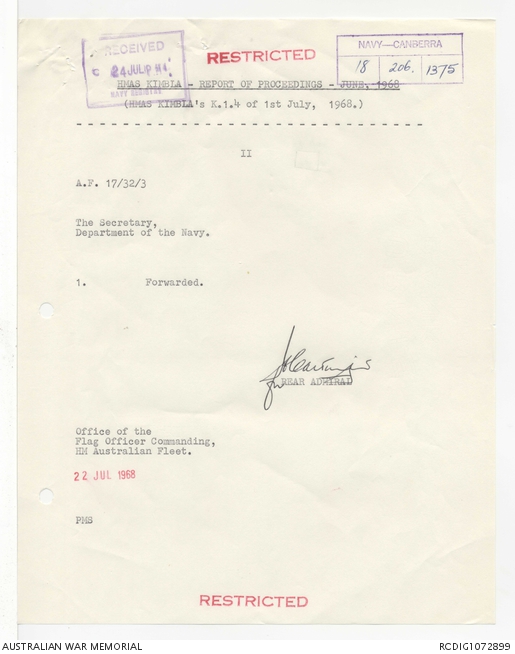 RECEIVED
24 JUL
NAVY REGISTRY
RESTRICTED
NAVY—CANBERRA
18 206. 1375
HMAS KIMBLA - REPORT OF PROCEEDINGS - JUNE, 1968
(HMAS KIMBLA's K.1.4 of 1st July, 1968.)
II
A.F. 17/32/3
The Secretary,
Department of the Navy.
1. Forwarded.
REAR ADMIRAL
Office of the
Flag Officer Commanding,
HM Australian Fleet.
22 JUL 1968
PMS
RESTRICTED
AUSTRALIAN WAR MEMORIAL
RCDIG1072899